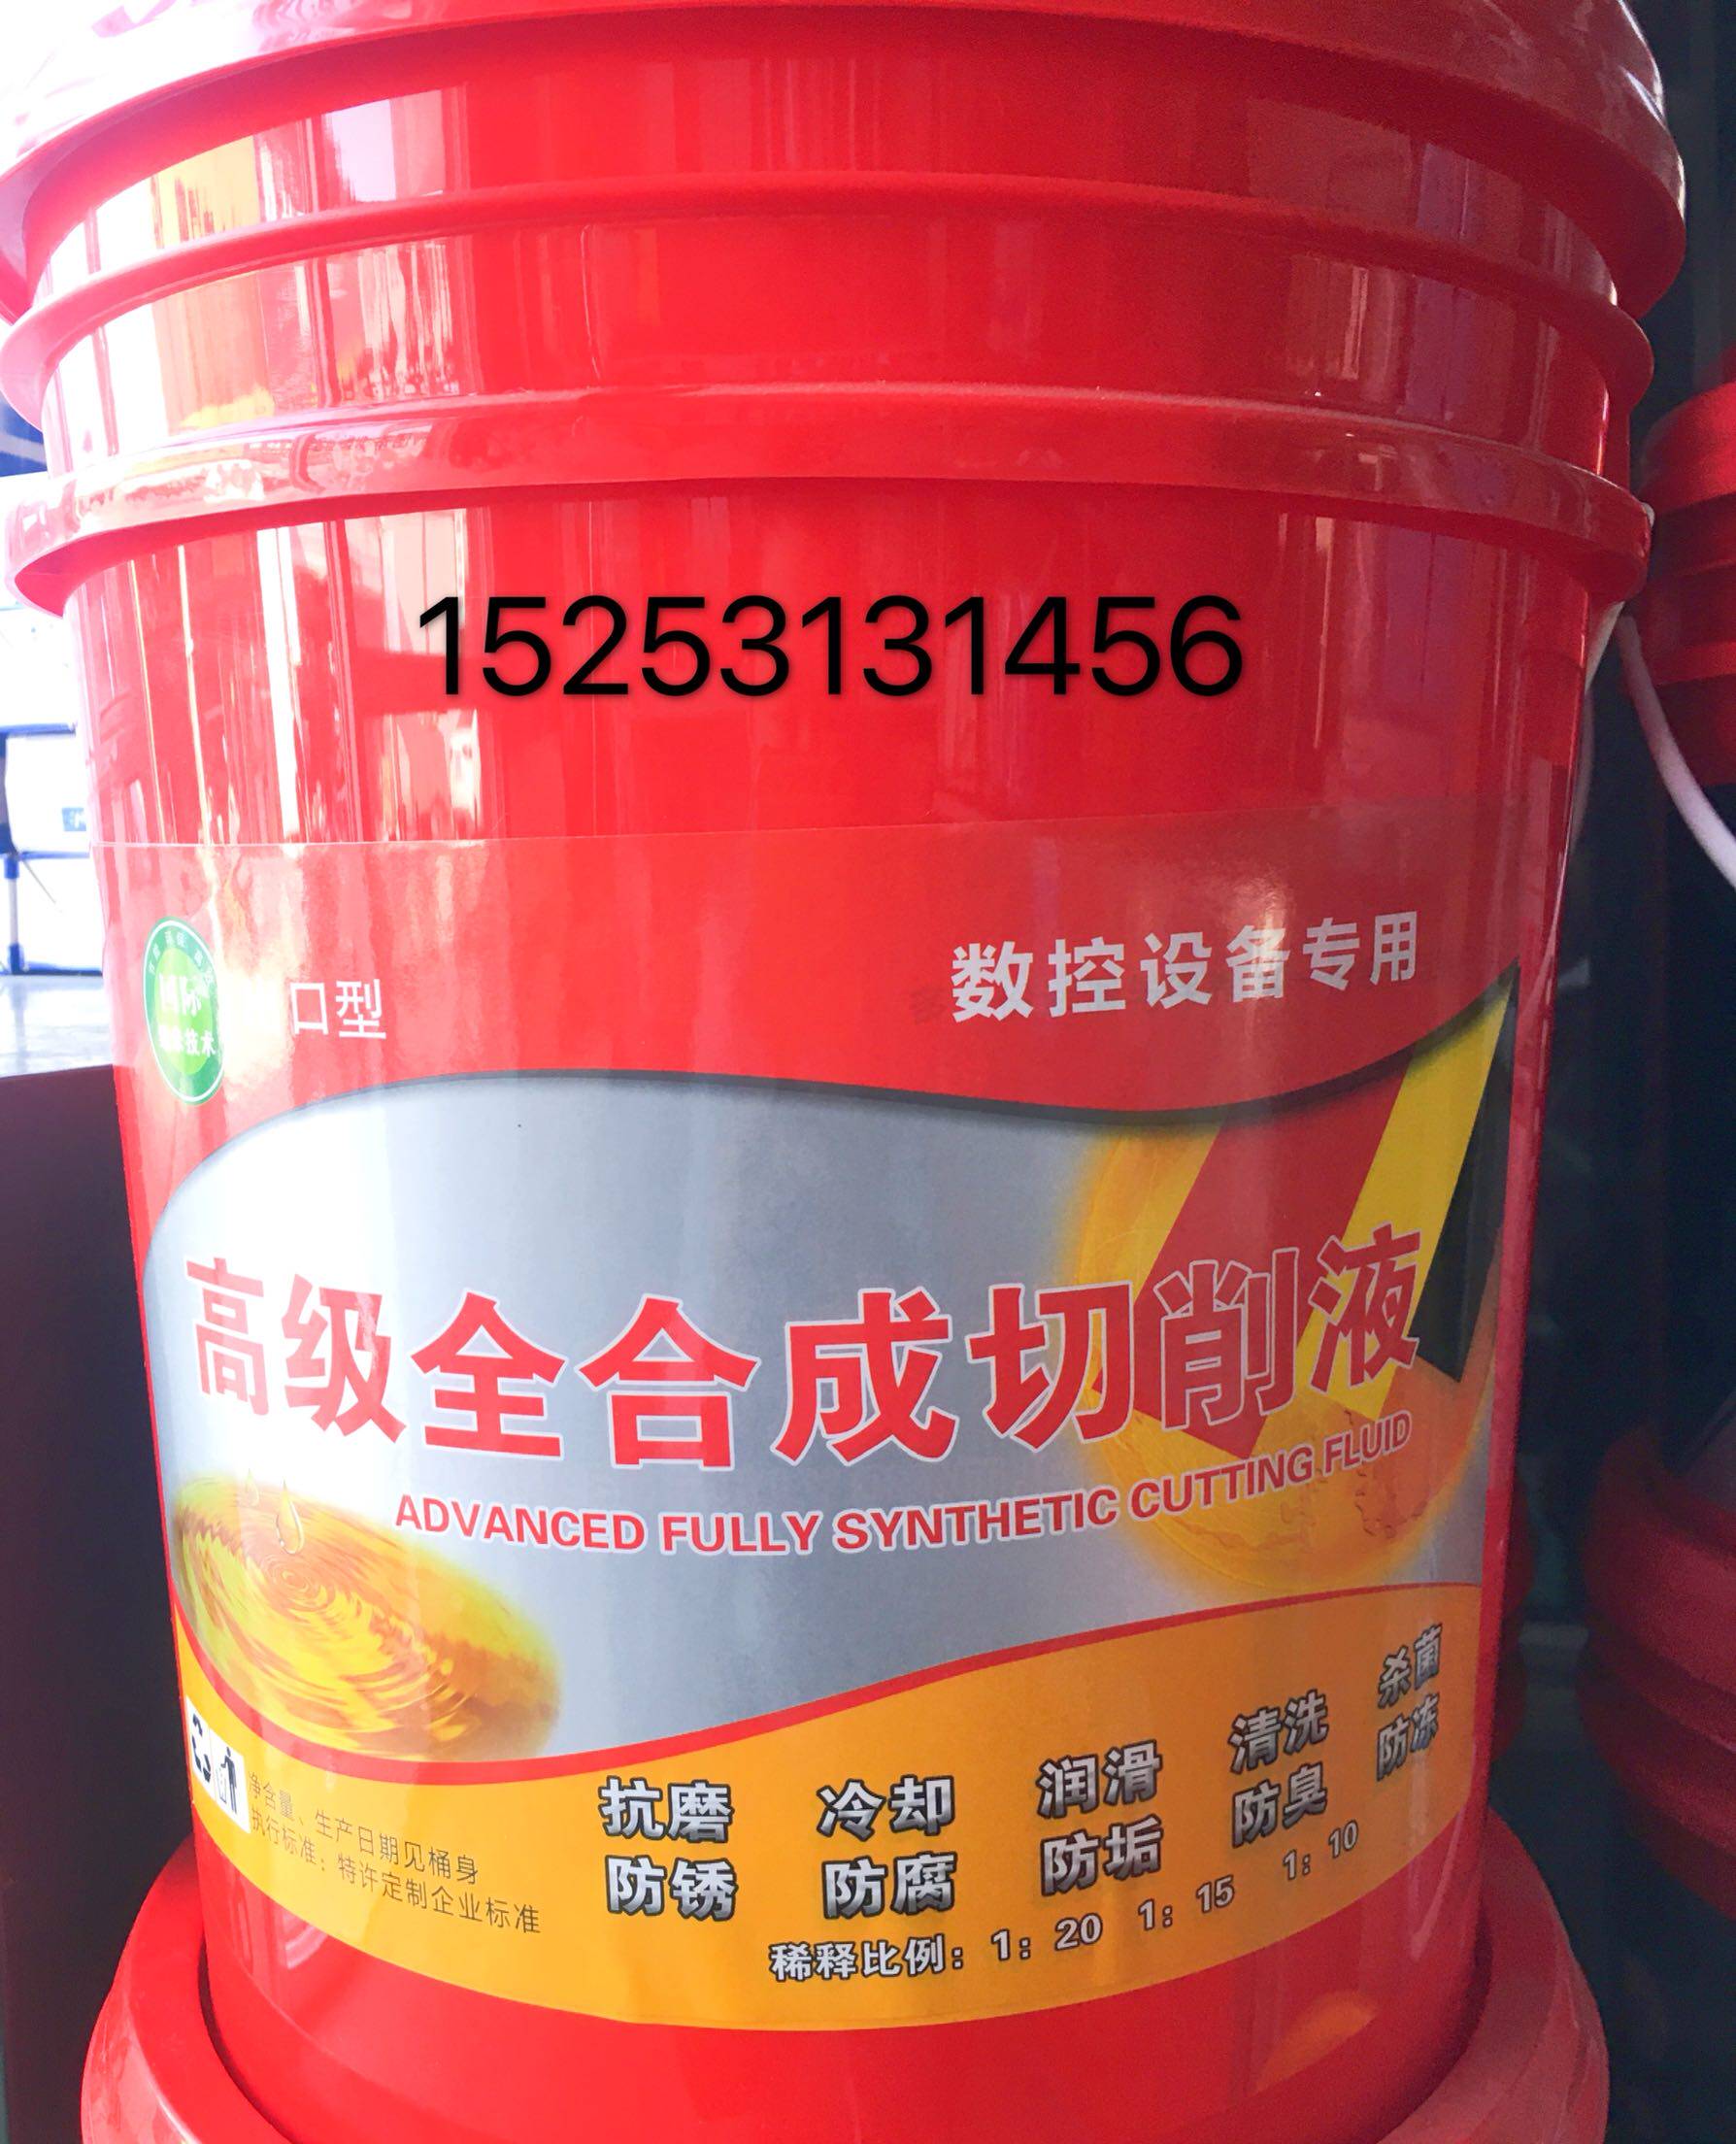 15253131456
数控设备专用
口型
技术
高级全合成切削液
ADVANCED FULLY SYNTHETIC CUTTING FLUID
抗磨 冷却 润滑 清洗 杀菌
防锈 防腐 防垢 防臭 防冻
稀释比例：1：20 1：15 1：10
净含量、生产日期见桶身
执行标准：特许定制企业标准